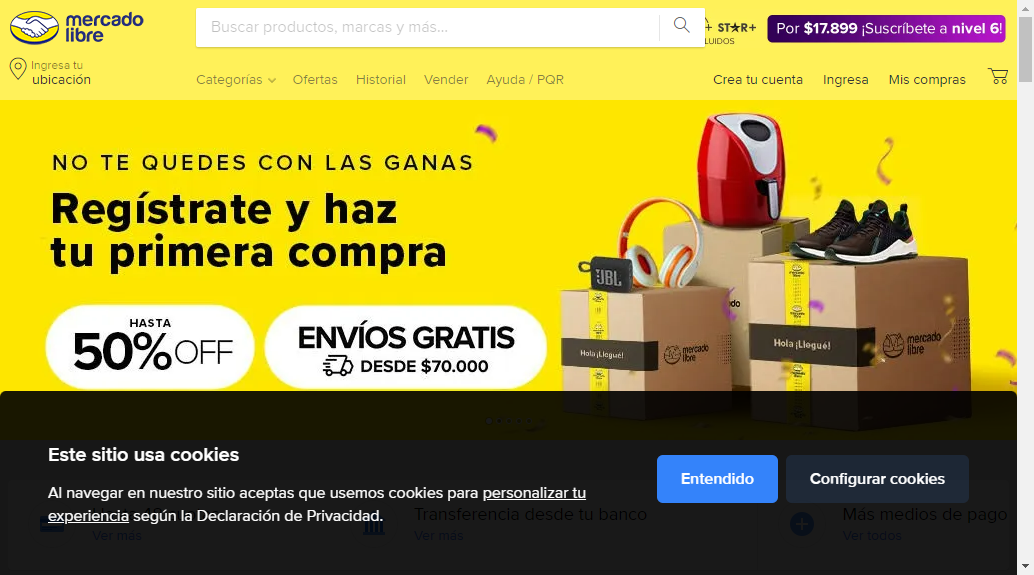 mercado
libre
Buscar productos, marcas y más...
ST★R+
LUIDOS
Por $17.899 ¡Suscríbete a nivel 6!
Ingresa tu
ubicación
Categorías
Ofertas
Historial
Vender
Ayuda / PQR
Crea tu cuenta
Ingresa
Mis compras
NO TE QUEDES CON LAS GANAS
Regístrate y haz
tu primera compra
HASTA
50% OFF
ENVÍOS GRATIS
DESDE $70.000
JBL
Hola ¡Llegué!
mercado
libre
Hola ¡Llegué!
mercado
libre
Este sitio usa cookies
Al navegar en nuestro sitio aceptas que usemos cookies para personalizar tu
experiencia según la Declaración de Privacidad.
Entendido
Configurar cookies
Ver más
Transferencia desde tu banco
Ver más
Más medios de pago
Ver todos